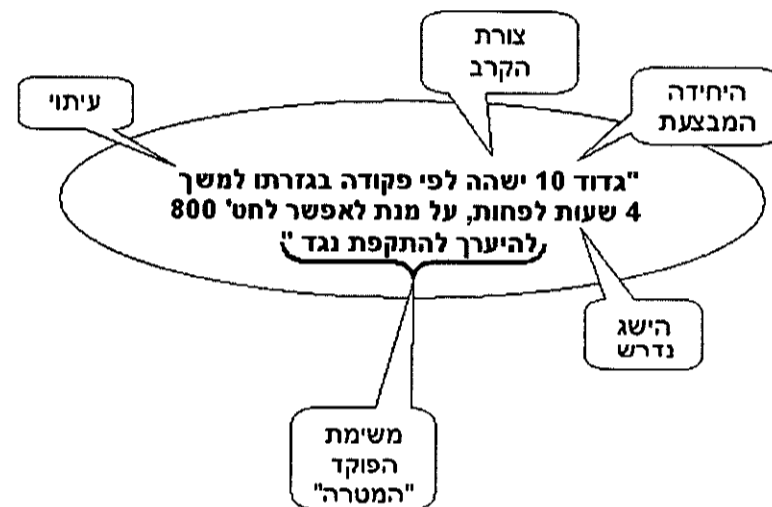 צורת
הקרב
היחידה
המבצעת
עיתוי
"גדוד 10 ישהה לפי פקודה בגזרתו למשך
4 שעות לפחות, על מנת לאפשר לחט' 800
להיערך להתקפת נגד "
הישג
נדרש
משימת
הפוקד
"המטרה"